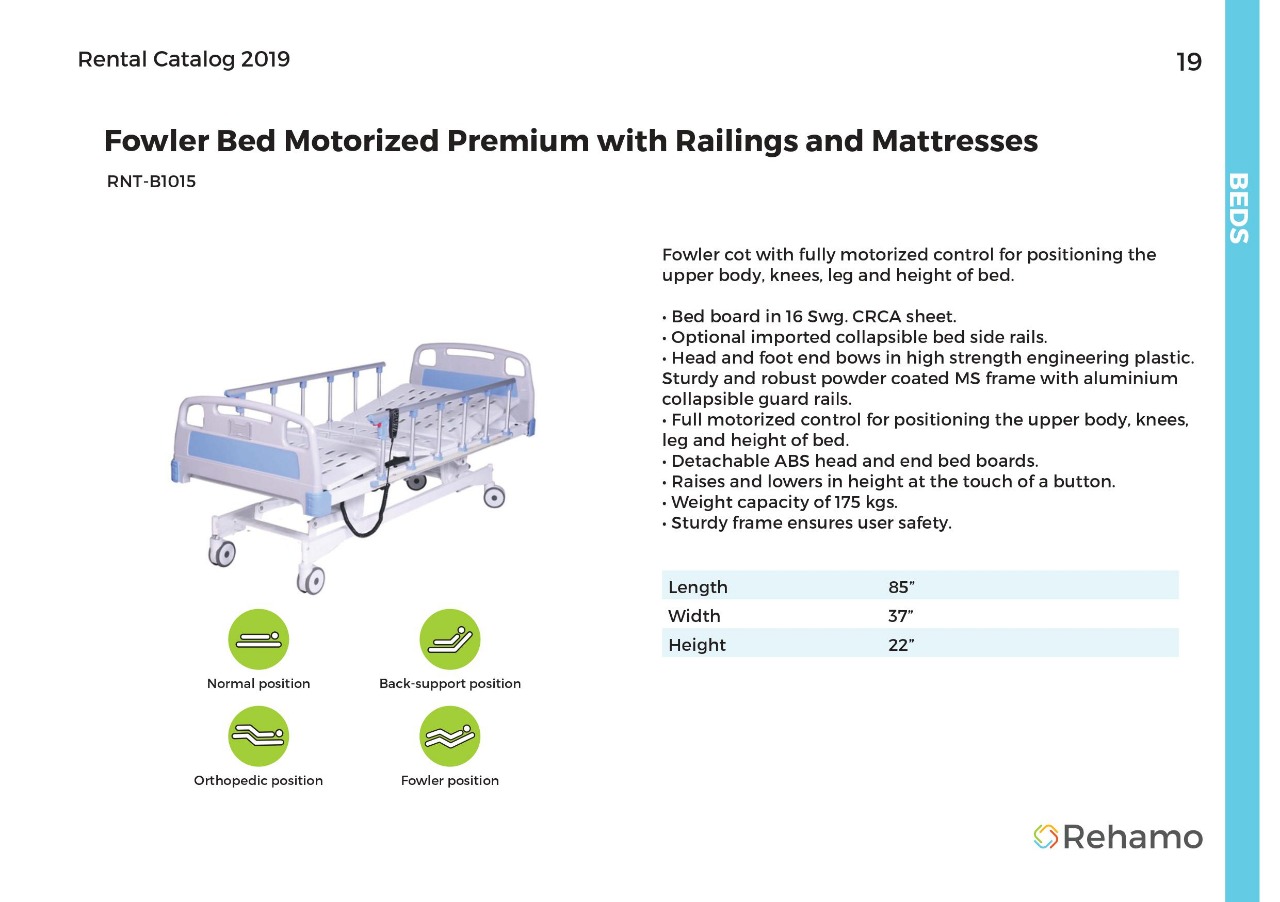 Rental Catalog 2019
19
Fowler Bed Motorized Premium with Railings and Mattresses
RNT-B1015
BEDS
Fowler cot with fully motorized control for positioning the
upper body, knees, leg and height of bed.
• Bed board in 16 Swg. CRCA sheet.
• Optional imported collapsible bed side rails.
• Head and foot end bows in high strength engineering plastic.
Sturdy and robust powder coated MS frame with aluminium
collapsible guard rails.
• Full motorized control for positioning the upper body, knees,
leg and height of bed.
• Detachable ABS head and end bed boards.
• Raises and lowers in height at the touch of a button.
• Weight capacity of 175 kgs.
• Sturdy frame ensures user safety.
Length 85”
Width 37”
Height 22”
Normal position
Back-support position
Orthopedic position
Fowler position
Rehamo